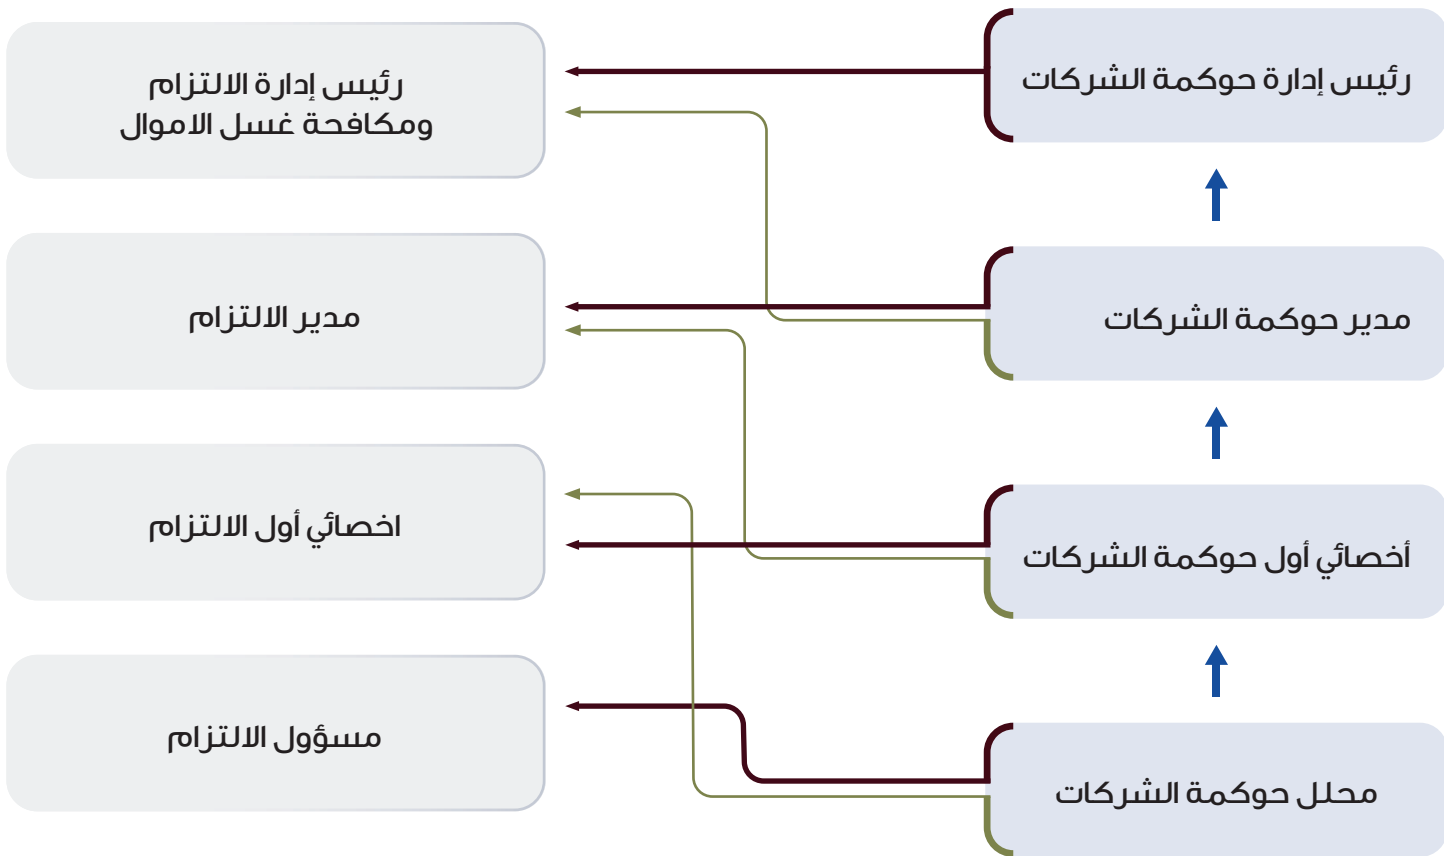 رئيس إدارة حوكمة الشركات
رئيس إدارة الالتزام
ومكافحة غسل الاموال
مدير حوكمة الشركات
مدير الالتزام
أخصائي أول حوكمة الشركات
اخصائي أول الالتزام
محلل حوكمة الشركات
مسؤول الالتزام